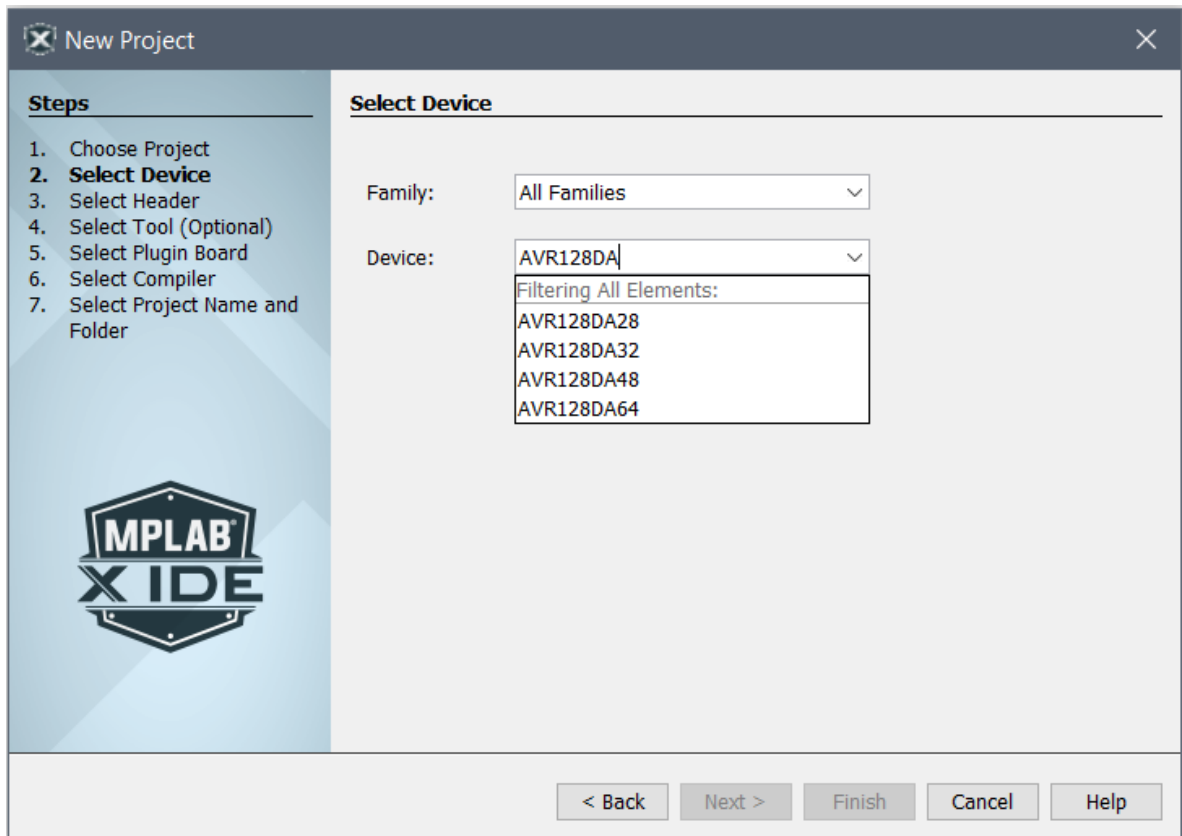 New Project
Steps
1. Choose Project
2. Select Device
3. Select Header
4. Select Tool (Optional)
5. Select Plugin Board
6. Select Compiler
7. Select Project Name and
Folder
MPLAB®
X IDE
Select Device
Family: All Families
Device: AVR128DA
Filtering All Elements:
AVR128DA28
AVR128DA32
AVR128DA48
AVR128DA64
< Back Next > Finish Cancel Help